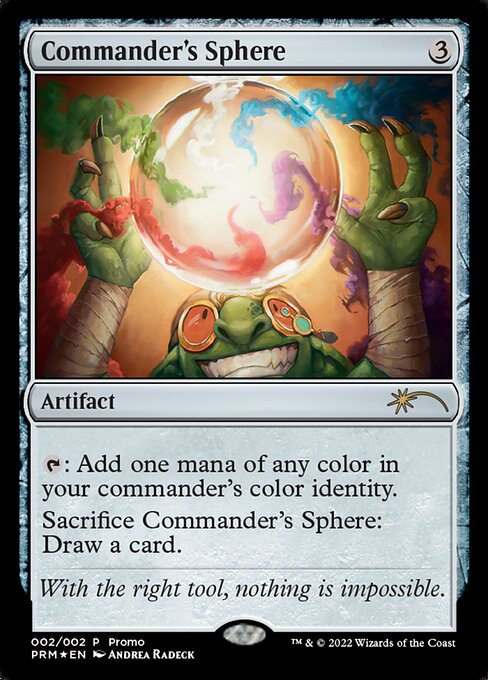 Commander's Sphere 3
Artifact
: Add one mana of any color in
your commander's color identity.
Sacrifice Commander's Sphere:
Draw a card.
With the right tool, nothing is impossible.
002/002 P Promo ™ & © 2022 Wizards of the Coast
PRM★EN Andrea Radeck